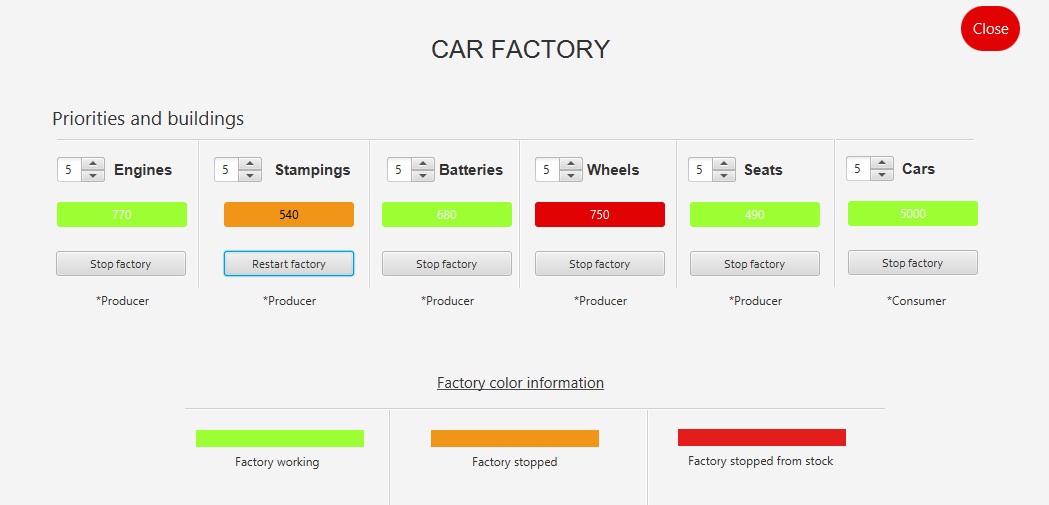 Close
CAR FACTORY
Priorities and buildings
5 Engines 5 Stampings 5 Batteries 5 Wheels 5 Seats 5 Cars
770 540 680 750 490 5000
Stop factory Restart factory Stop factory Stop factory Stop factory Stop factory
*Producer *Producer *Producer *Producer *Producer *Consumer
Factory color information
Factory working Factory stopped Factory stopped from stock